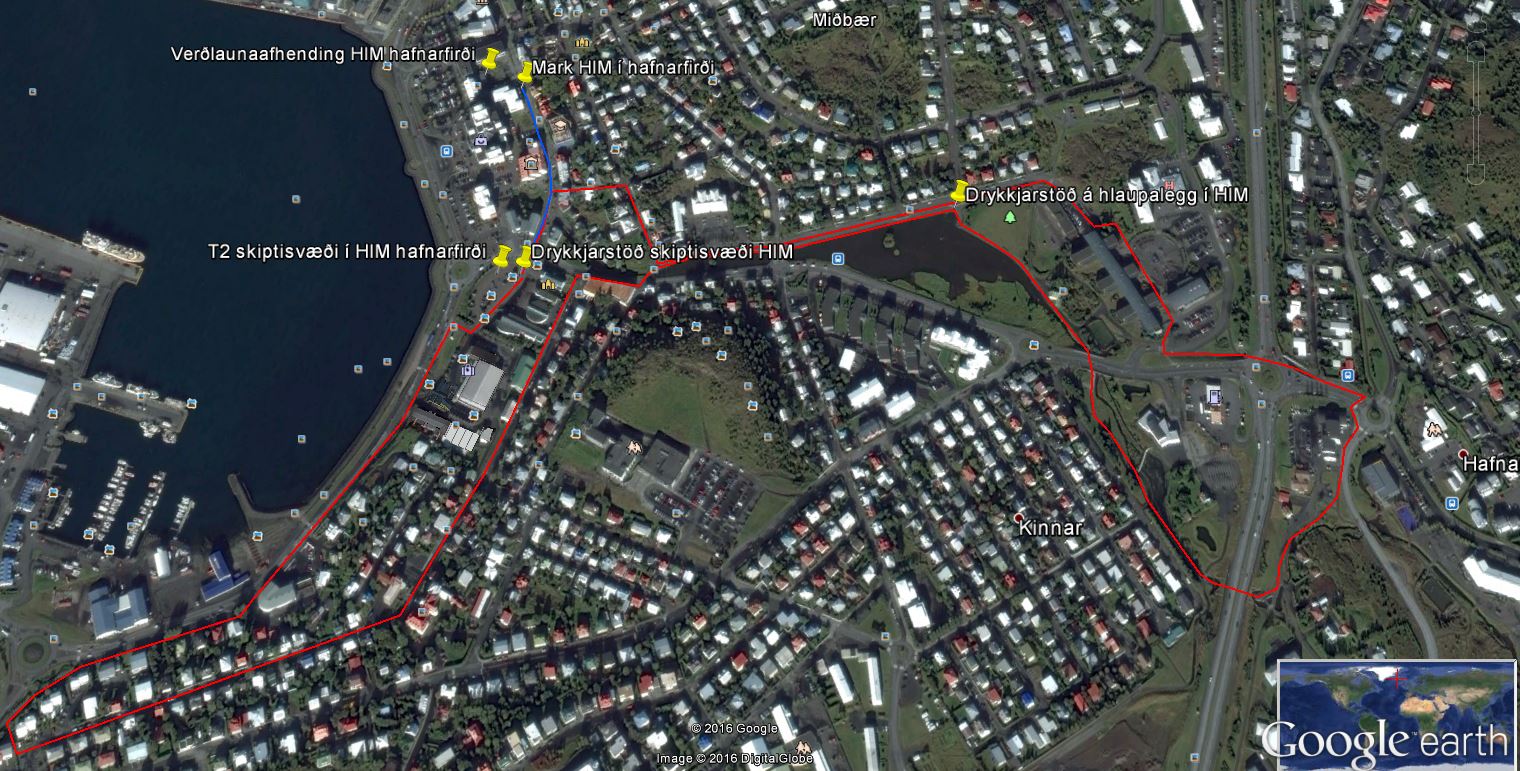 Miðbær
Verðlaunaafhending HIM hafnarfirði
Mark HIM í hafnarfirði
Drykkjarstöð á hlaupalegg í HIM
T2 skiptisvæði í HIM hafnarfirði
Drykkjarstöð skiptisvæði HIM
Hafna
Kinnar
© 2016 Google
Image © 2016 DigitalGlobe
Google earth